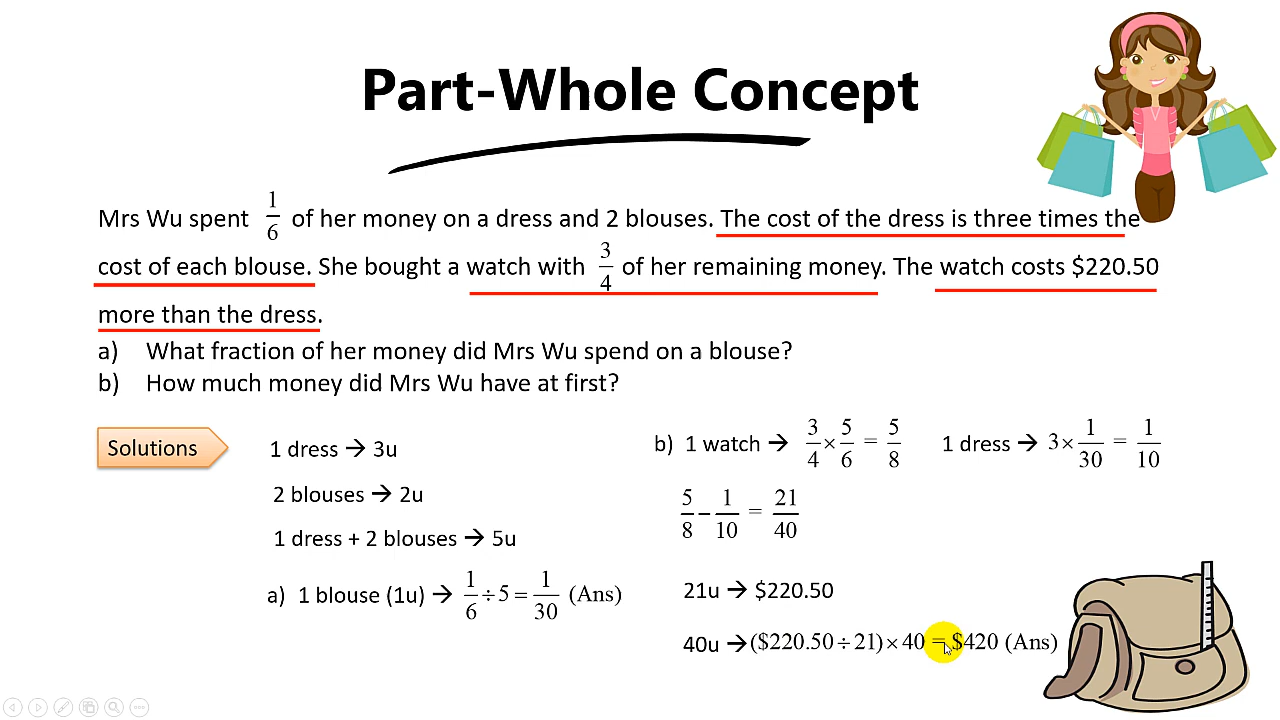 Part-Whole Concept
Mrs Wu spent 1/6 of her money on a dress and 2 blouses. The cost of the dress is three times the
cost of each blouse. She bought a watch with 3/4 of her remaining money. The watch costs $220.50
more than the dress.
a) What fraction of her money did Mrs Wu spend on a blouse?
b) How much money did Mrs Wu have at first?
Solutions
1 dress → 3u
2 blouses → 2u
1 dress + 2 blouses → 5u
a) 1 blouse (1u) → 1/6 ÷ 5 = 1/30 (Ans)
b) 1 watch → 3/4 × 5/6 = 5/8 1 dress → 3 × 1/30 = 1/10
5/8 – 1/10 = 21/40
21u → $220.50
40u → ($220.50 ÷ 21) × 40 = $420 (Ans)